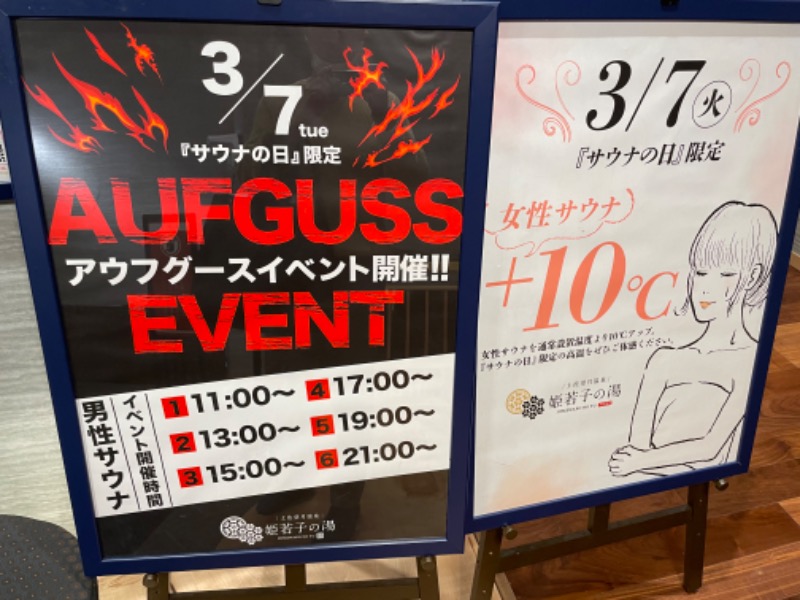 3/7 tue
『サウナの日』限定
AUFGUSS
アウフグースイベント開催!!
EVENT
男性サウナ
イベント開催時間
1 11:00〜
2 13:00〜
3 15:00〜
4 17:00〜
5 19:00〜
6 21:00〜
姫若子の湯
3/7 火
『サウナの日』限定
女性サウナ
+10℃
女性サウナを通常設置温度より10℃アップ。
『サウナの日』限定の高温をぜひご体感ください。
姫若子の湯